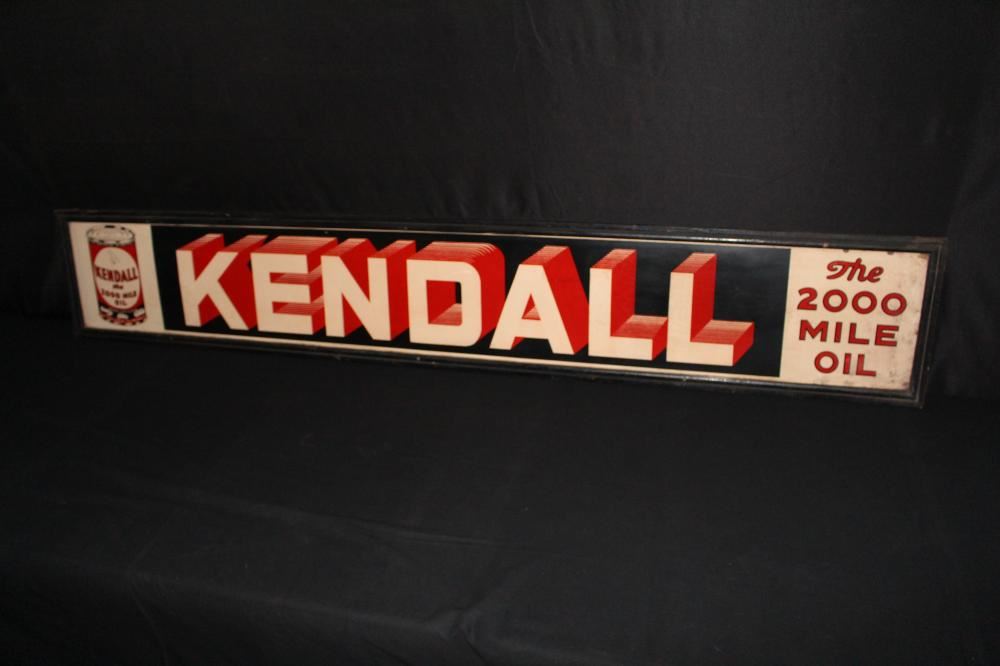 KENDALL
the
2000 MILE
OIL
KENDALL
The
2000
MILE
OIL